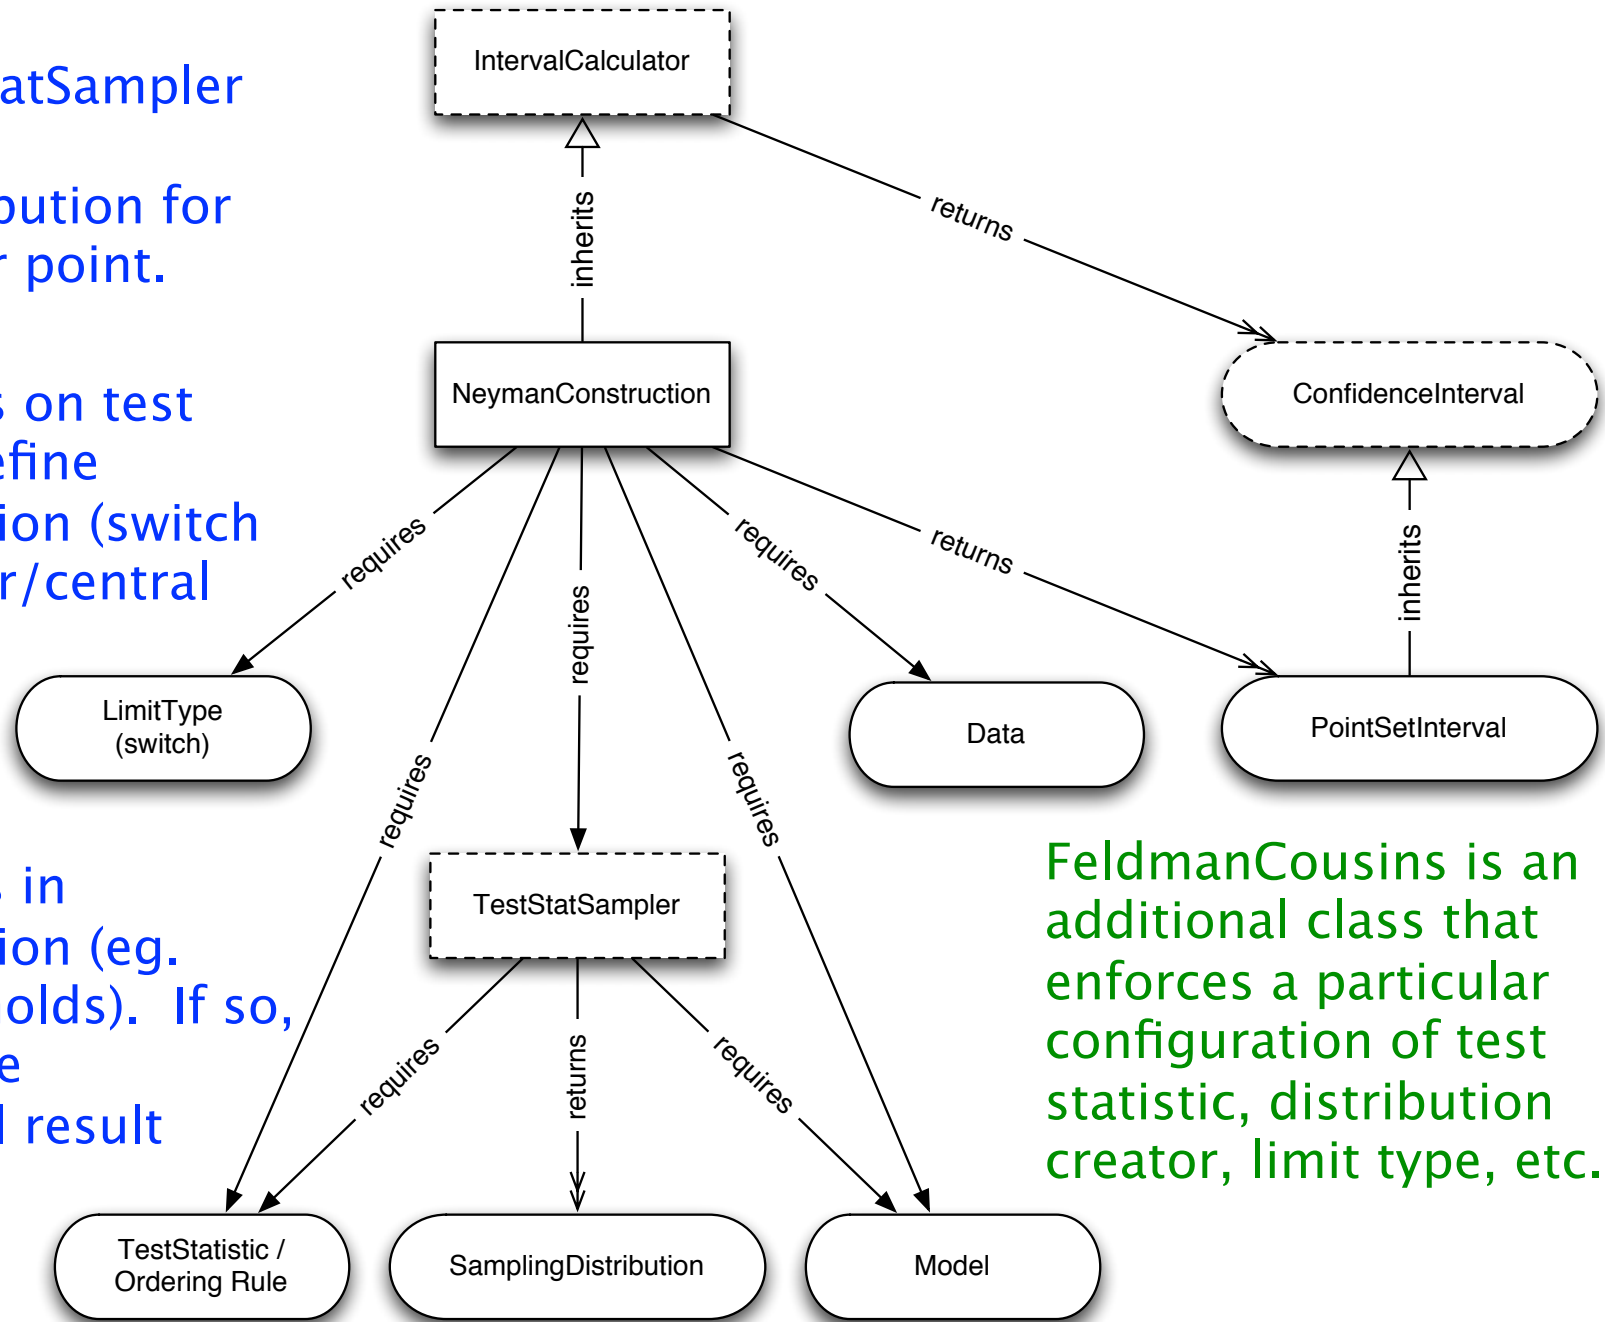 IntervalCalculator
atSampler
returns
bution for
r point.
inherits
NeymanConstruction
ConfidenceInterval
s on test
efine
ion (switch
r/central
requires
requires
requires
returns
inherits
LimitType
(switch)
Data
PointSetInterval
requires
requires
s in
ion (eg.
olds). If so,
e
l result
TestStatSampler
FeldmanCousins is an
additional class that
enforces a particular
configuration of test
statistic, distribution
creator, limit type, etc.
requires
returns
requires
TestStatistic /
Ordering Rule
SamplingDistribution
Model